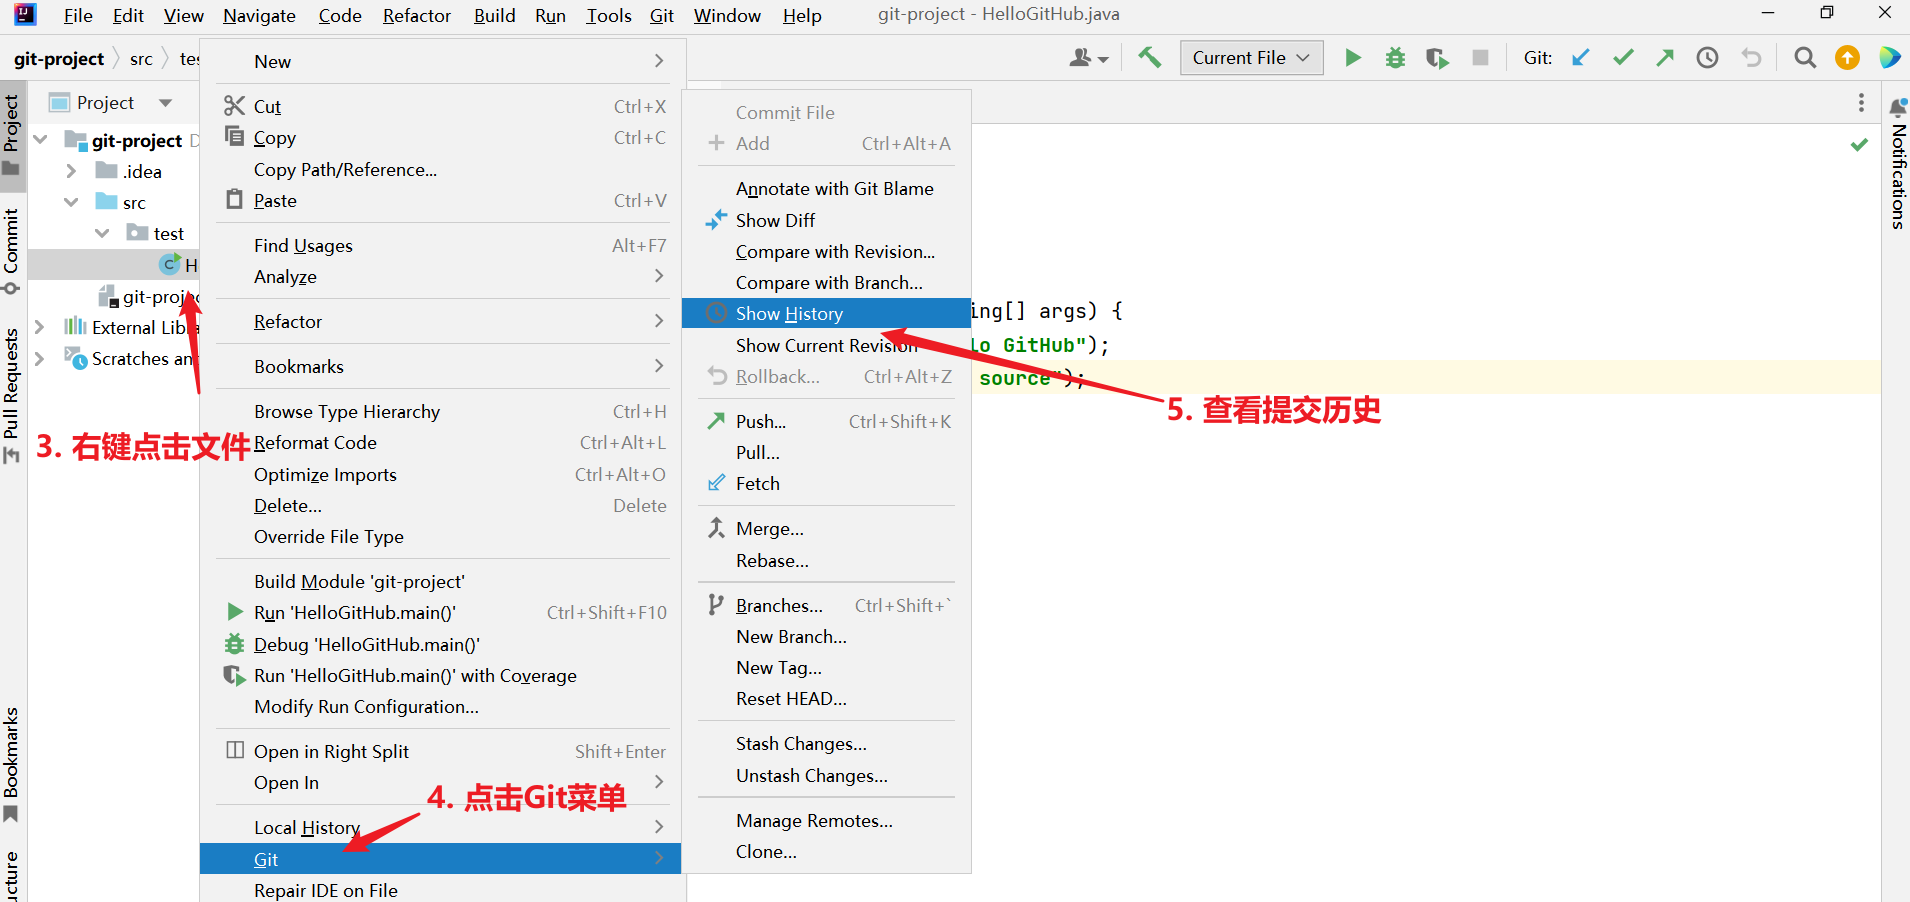 File Edit View Navigate Code Refactor Build Run Tools Git Window Help git-project - HelloGitHub.java
git-project src
Current File
Git:
Project
git-project
.idea
src
test
git-proje
External Libra
Scratches an
Project
Commit
Pull Requests
Bookmarks
Notifications
New
Cut Ctrl+X
Copy Ctrl+C
Copy Path/Reference...
Paste Ctrl+V
Find Usages Alt+F7
Analyze
Refactor
Bookmarks
Browse Type Hierarchy Ctrl+H
Reformat Code Ctrl+Alt+L
Optimize Imports Ctrl+Alt+O
Delete... Delete
Override File Type
Build Module 'git-project'
Run 'HelloGitHub.main()' Ctrl+Shift+F10
Debug 'HelloGitHub.main()'
Run 'HelloGitHub.main()' with Coverage
Modify Run Configuration...
Open in Right Split Shift+Enter
Open In
Local History
Git
Repair IDE on File
Commit File
Add Ctrl+Alt+A
Annotate with Git Blame
Show Diff
Compare with Revision...
Compare with Branch...
Show History
Show Current Revision
Rollback... Ctrl+Alt+Z
Push... Ctrl+Shift+K
Pull...
Fetch
Merge...
Rebase...
Branches... Ctrl+Shift+`
New Branch...
New Tag...
Reset HEAD...
Stash Changes...
Unstash Changes...
Manage Remotes...
Clone...
ing[] args) {
lo GitHub");
source");
3. 右键点击文件
4. 点击Git菜单
5. 查看提交历史